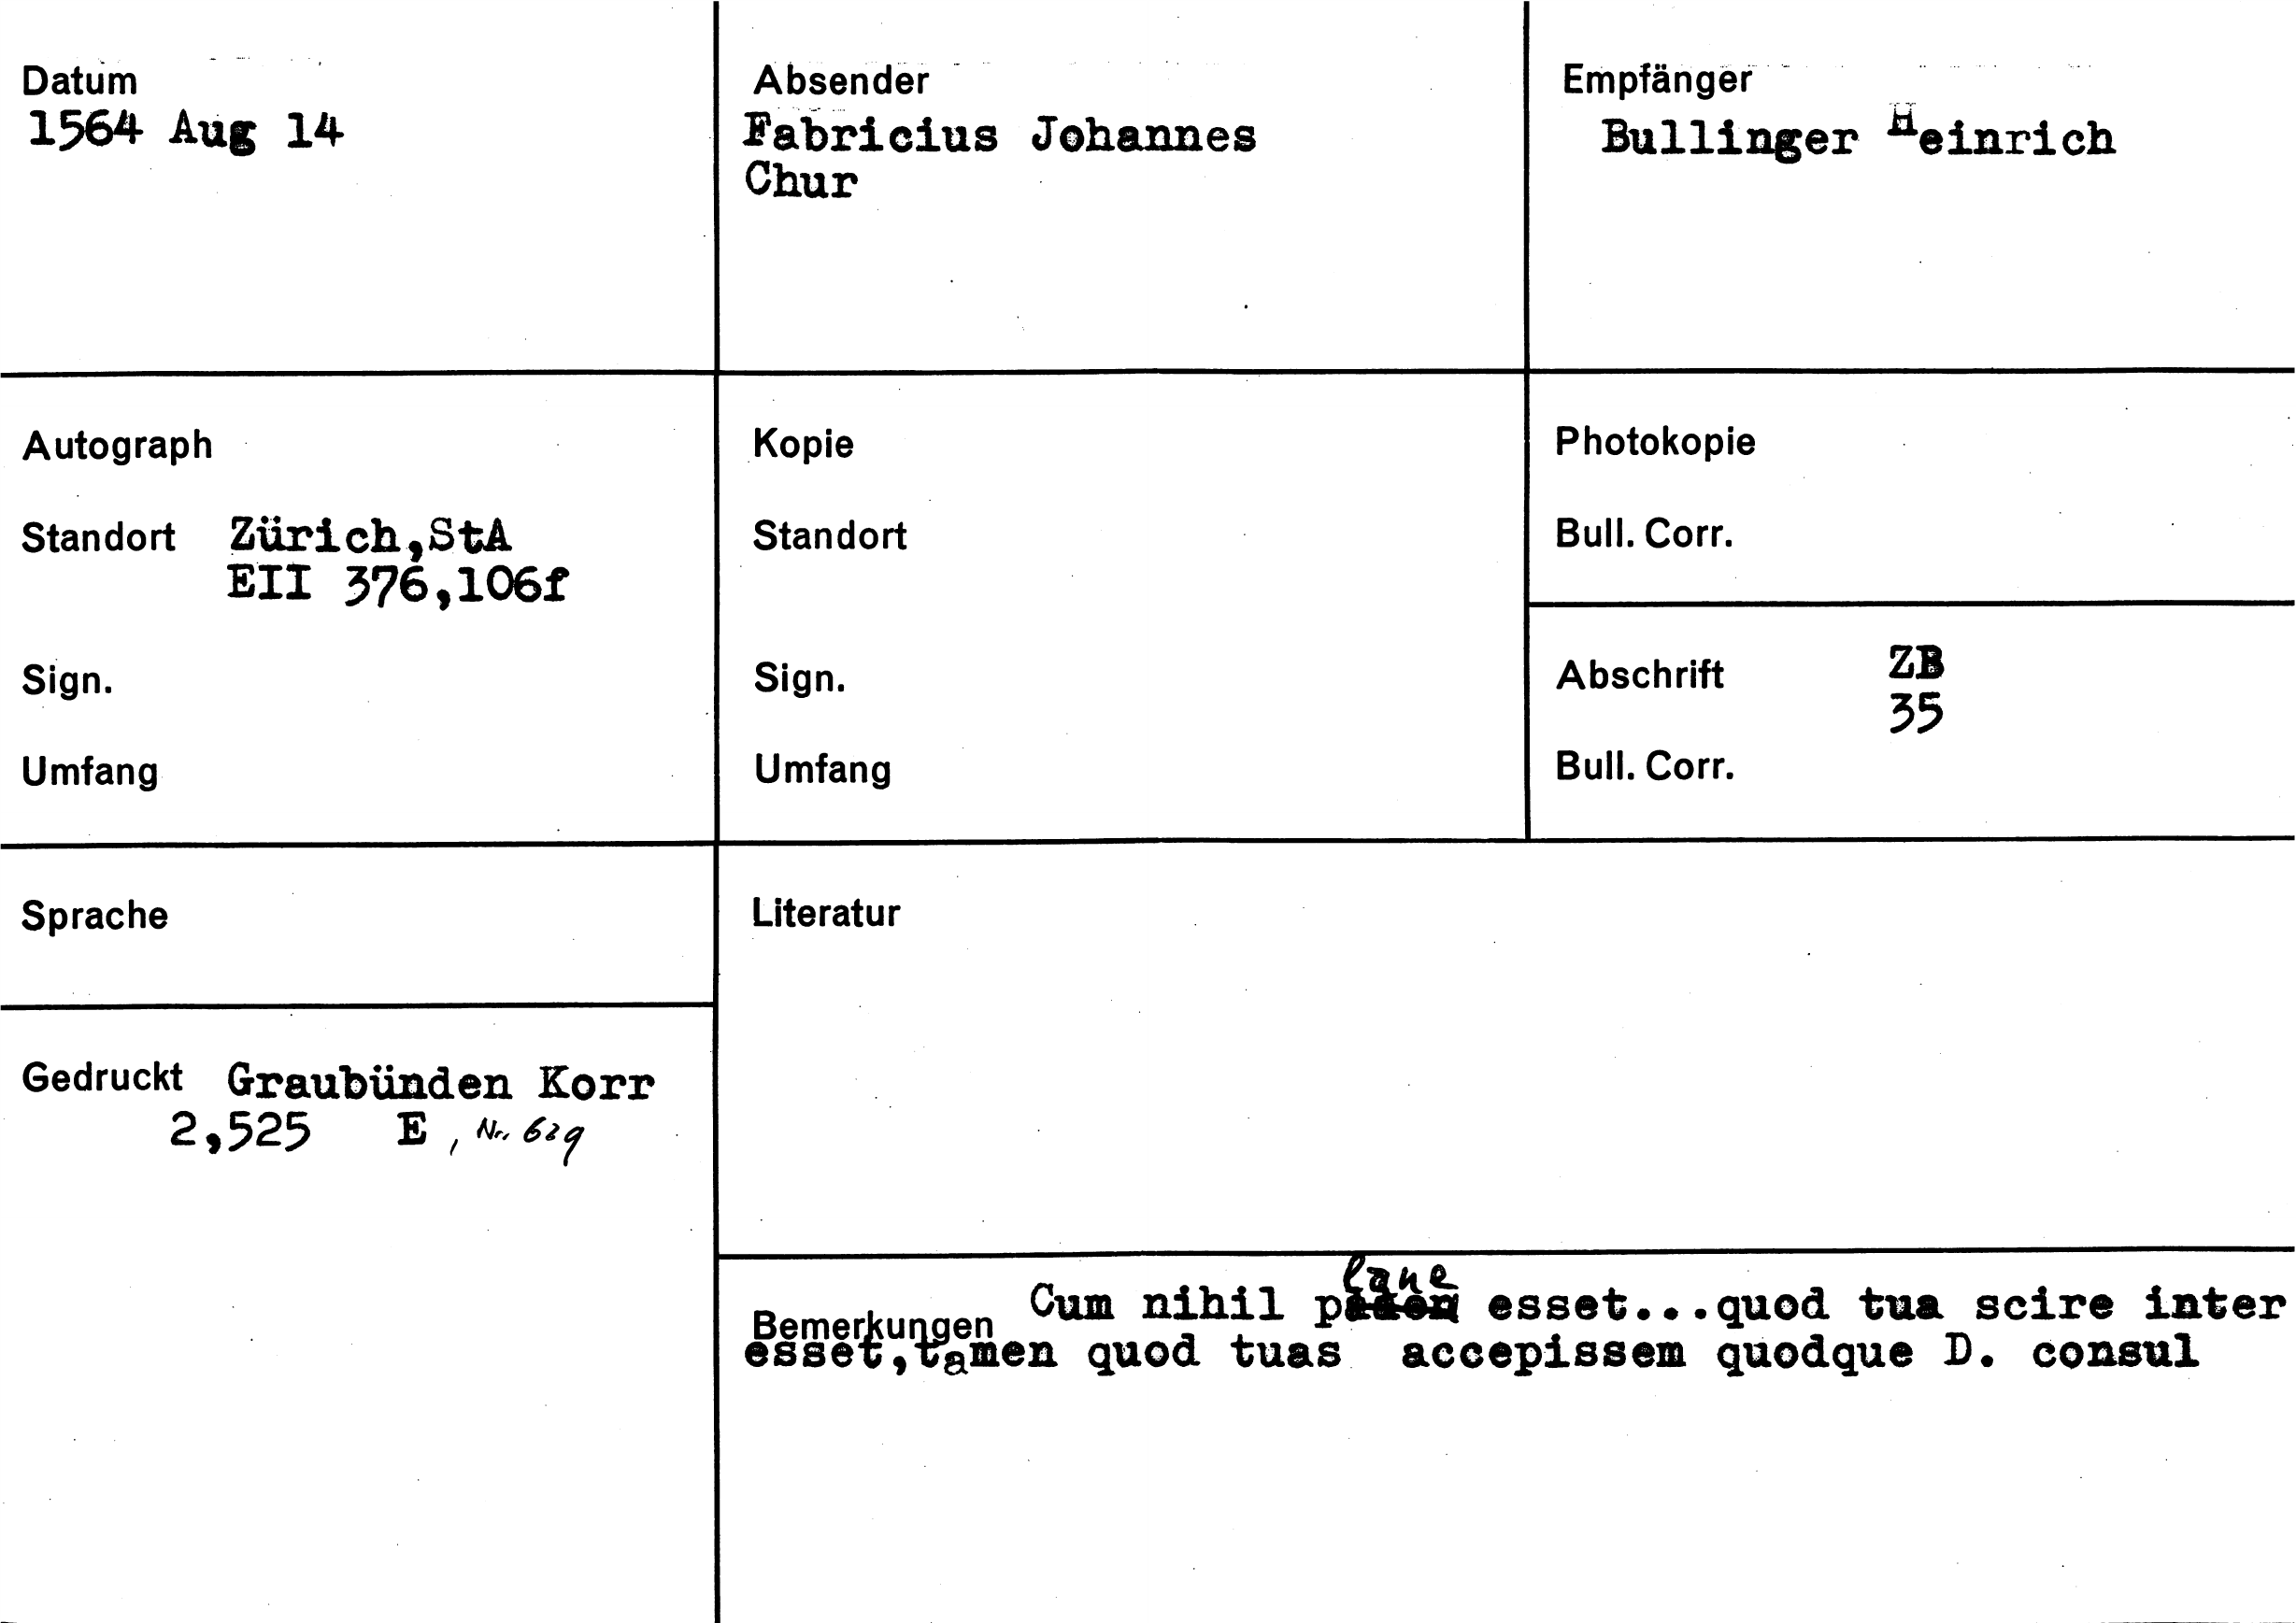 Datum
1564 Aug 14
Absender
Fabricius Johannes
Chur
Empfänger
Bullinger Heinrich
Autograph
Standort Zürich,StA
EII 376,106f
Sign.
Umfang
Kopie
Standort
Sign.
Umfang
Photokopie
Bull. Corr.
Abschrift ZB
35
Bull. Corr.
Sprache
Literatur
Gedruckt Graubünden Korr
2,525 E , Nr. 629
Bemerkungen Cum nihil plane esset...quod tua scire inter
esset,tamen quod tuas accepissem quodque D. consul